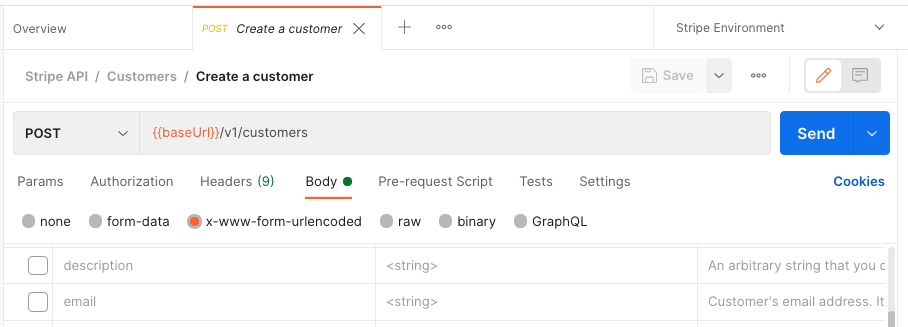 Overview POST Create a customer Stripe Environment
Stripe API / Customers / Create a customer Save
POST {{baseUrl}}/v1/customers Send
Params Authorization Headers (9) Body Pre-request Script Tests Settings Cookies
none form-data x-www-form-urlencoded raw binary GraphQL
description <string> An arbitrary string that you
email <string> Customer's email address. It